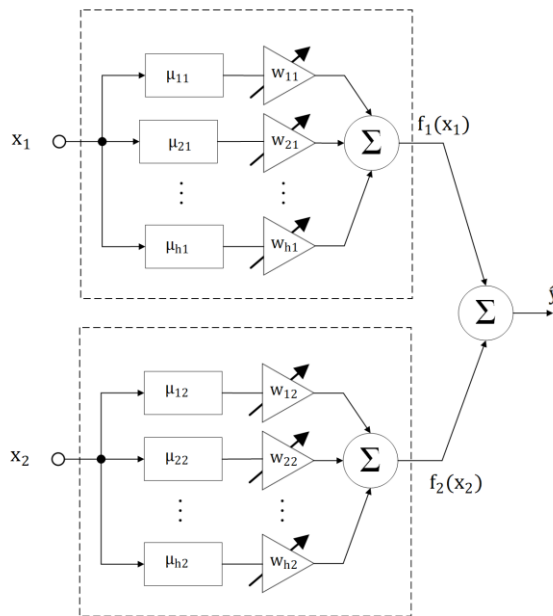 μ₁₁
w₁₁
x₁
μ₂₁
w₂₁
Σ
f₁(x₁)
⋮
⋮
μₕ₁
wₕ₁
Σ
ŷ
μ₁₂
w₁₂
x₂
μ₂₂
w₂₂
Σ
f₂(x₂)
⋮
⋮
μₕ₂
wₕ₂